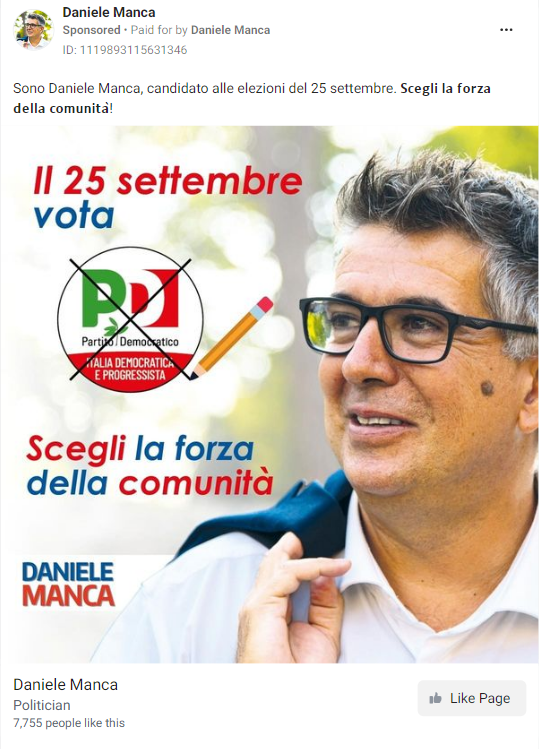 Daniele Manca
Sponsored • Paid for by Daniele Manca
ID: 1119893115631346
Sono Daniele Manca, candidato alle elezioni del 25 settembre. Scegli la forza
della comunità!
Il 25 settembre
vota
PD
Partito Democratico
ITALIA DEMOCRATICA
E PROGRESSISTA
Scegli la forza
della comunità
DANIELE
MANCA
Daniele Manca
Politician
7,755 people like this
Like Page